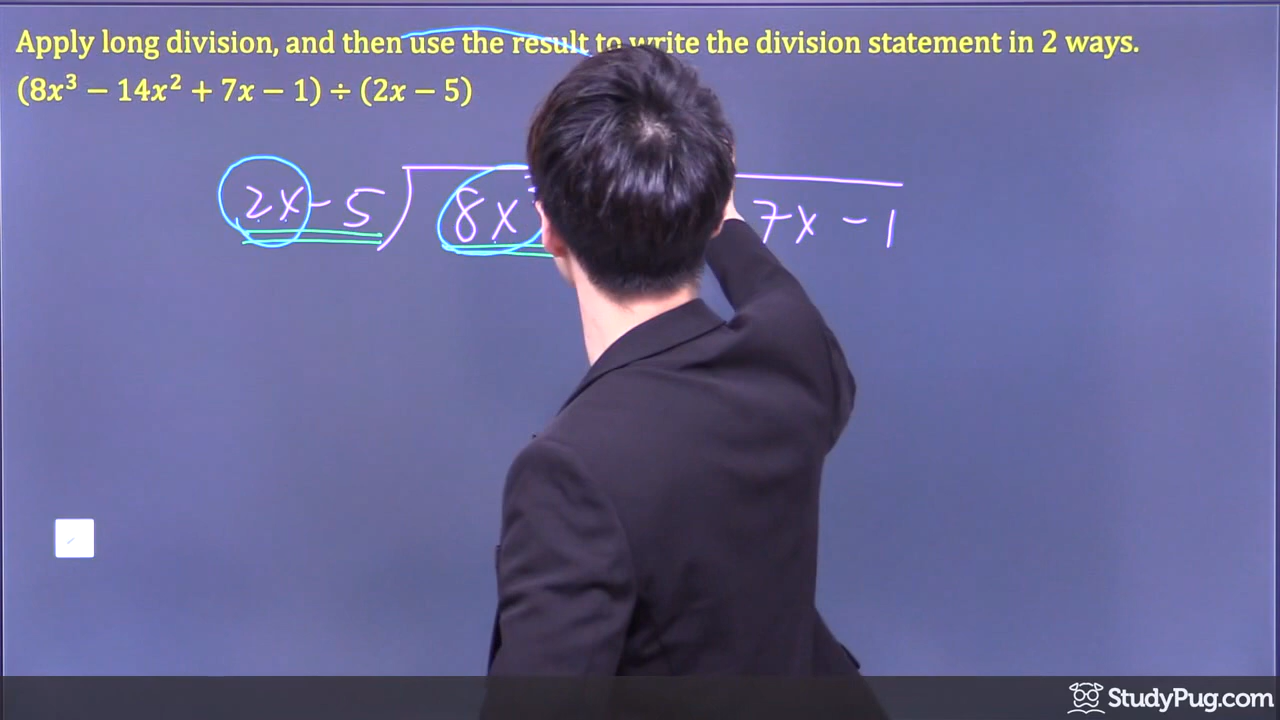 Apply long division, and then use the result to write the division statement in 2 ways.
(8x³ − 14x² + 7x − 1) ÷ (2x − 5)
2x - 5 ) 8x 7x - 1
StudyPug.com